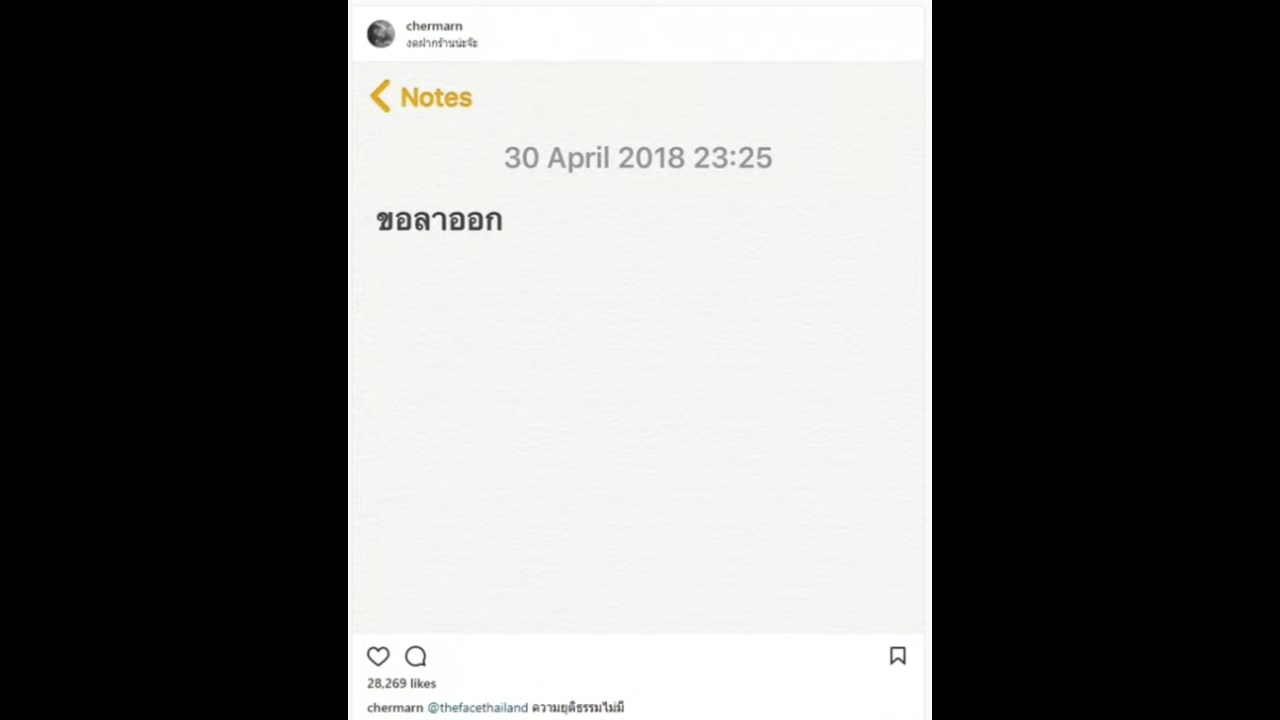 chermarn
งดฝากร้านน่ะจ๊ะ
Notes
30 April 2018 23:25
ขอลาออก
28,269 likes
chermarn @thefacethailand ความยุติธรรมไม่มี